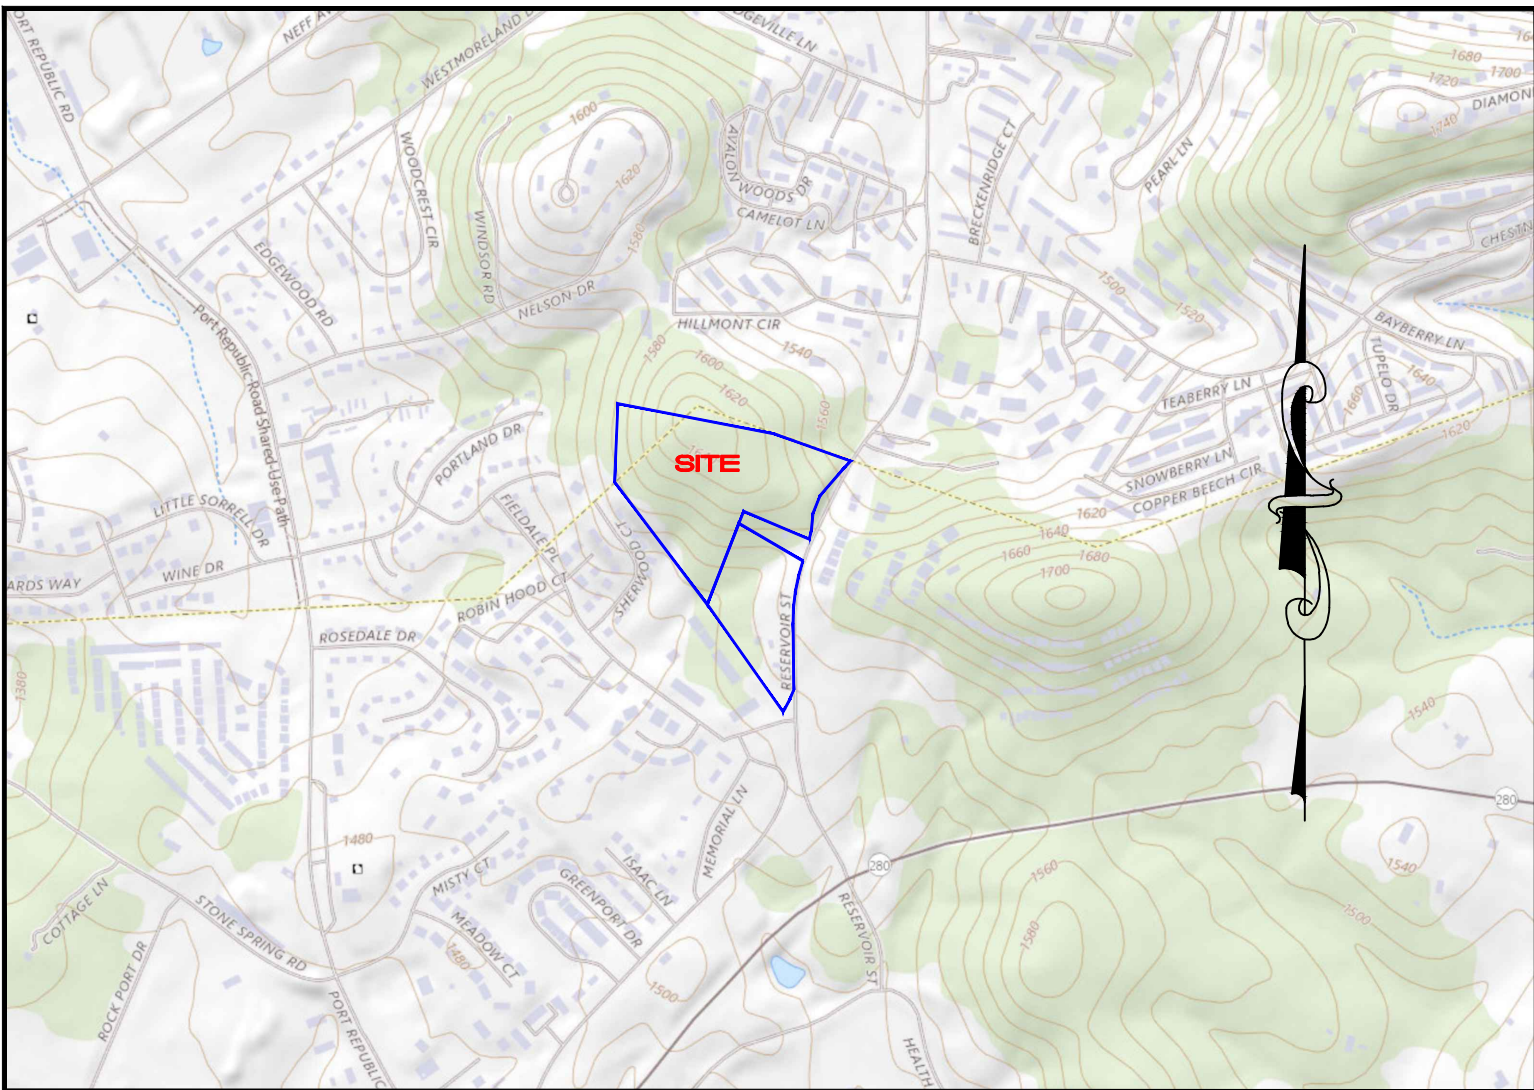 ORT REPUBLIC RD
NEFF AV
WESTMORELAND D
DGEVILLE LN
1680
1700
1720
1740
DIAMON
WOODCREST CIR
1600
1620
1580
WINDSOR RD
AVALON
WOODS DR
CAMELOT LN
BRECKENRIDGE CT
PEARL LN
CHESTN
EDGEWOOD RD
NELSON DR
1500
1520
Port Republic Road Shared-Use Path
HILLMONT CIR
1540
1580
1600
1620
1560
BAYBERRY LN
TUPELO DR
1640
1660
TEABERRY LN
1620
SITE
PORTLAND DR
SNOWBERRY LN
COPPER BEECH CIR
LITTLE SORRELL DR
FIELDALE PL
SHERWOOD CT
1620
1640
1660
1680
1700
ARDS WAY
WINE DR
ROBIN HOOD CT
ROSEDALE DR
RESERVOIR ST
1380
1540
280
280
1480
MEMORIAL LN
1540
MISTY CT
ISAAC LN
GREENPORT DR
1560
COTTAGE LN
STONE SPRING RD
MEADOW CT
1480
RESERVOIR ST
1580
1500
ROCK PORT DR
1500
PORT REPUBLIC
HEALTH